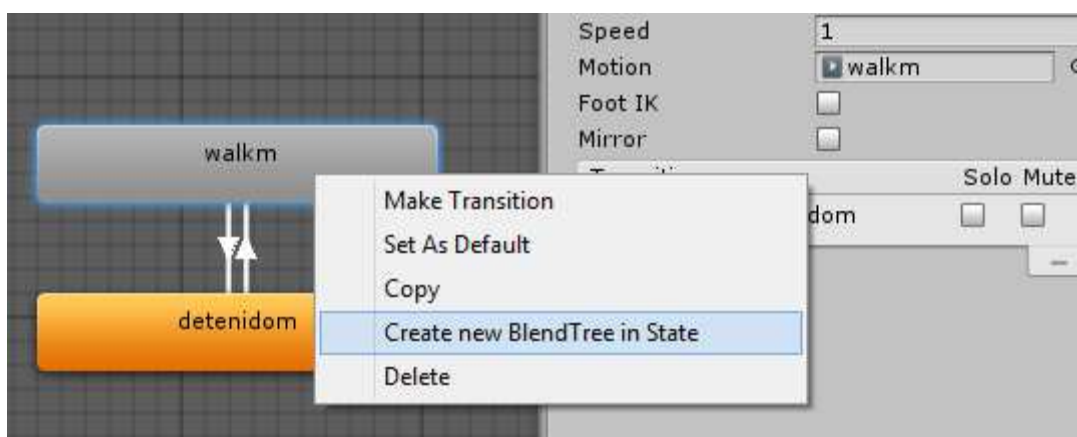 Speed 1
Motion walkm
Foot IK
Mirror
walkm
Solo Mute
Make Transition
dom
Set As Default
Copy
detenidom
Create new BlendTree in State
Delete